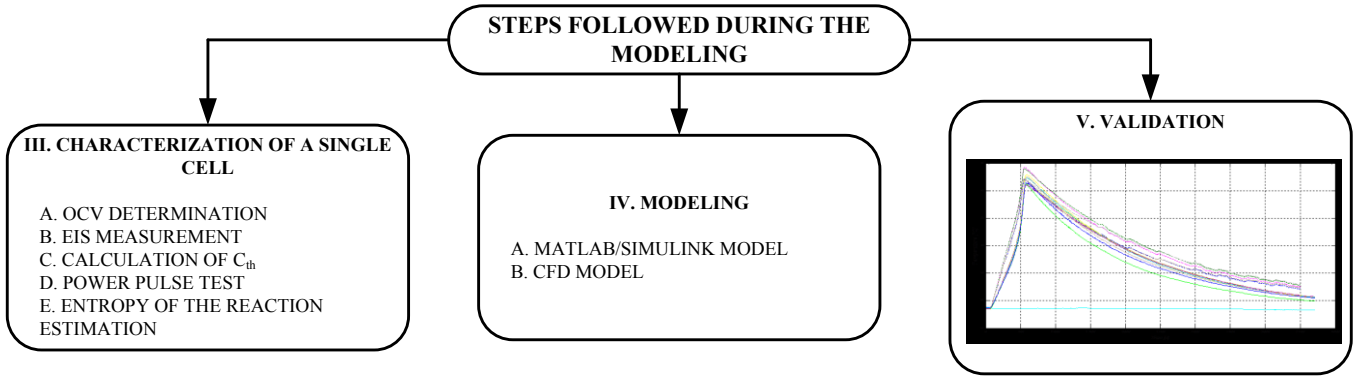 STEPS FOLLOWED DURING THE
MODELING
III. CHARACTERIZATION OF A SINGLE
CELL
A. OCV DETERMINATION
B. EIS MEASUREMENT
C. CALCULATION OF Cth
D. POWER PULSE TEST
E. ENTROPY OF THE REACTION
ESTIMATION
IV. MODELING
A. MATLAB/SIMULINK MODEL
B. CFD MODEL
V. VALIDATION